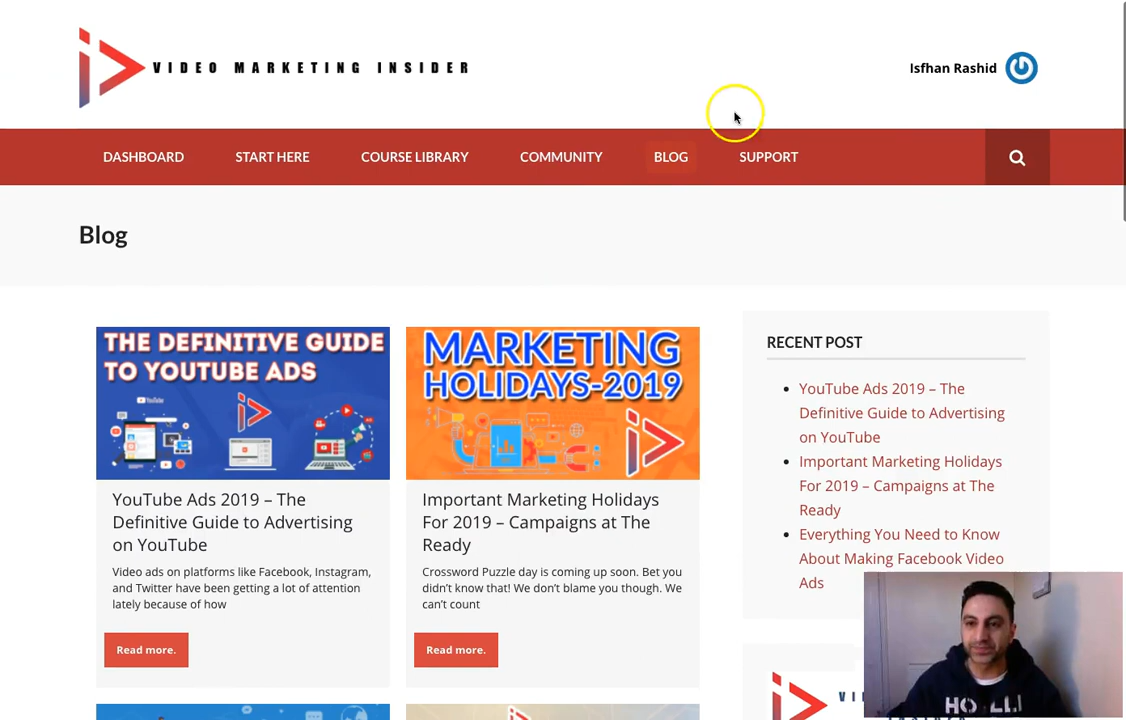 VIDEO MARKETING INSIDER
Isfhan Rashid
DASHBOARD
START HERE
COURSE LIBRARY
COMMUNITY
BLOG
SUPPORT
Blog
THE DEFINITIVE GUIDE
TO YOUTUBE ADS
YouTube
YouTube Ads 2019 – The
Definitive Guide to Advertising
on YouTube
Video ads on platforms like Facebook, Instagram,
and Twitter have been getting a lot of attention
lately because of how
Read more.
MARKETING
HOLIDAYS-2019
Important Marketing Holidays
For 2019 – Campaigns at The
Ready
Crossword Puzzle day is coming up soon. Bet you
didn't know that! We don't blame you though. We
can't count
Read more.
RECENT POST
YouTube Ads 2019 – The
Definitive Guide to Advertising
on YouTube
Important Marketing Holidays
For 2019 – Campaigns at The
Ready
Everything You Need to Know
About Making Facebook Video
Ads